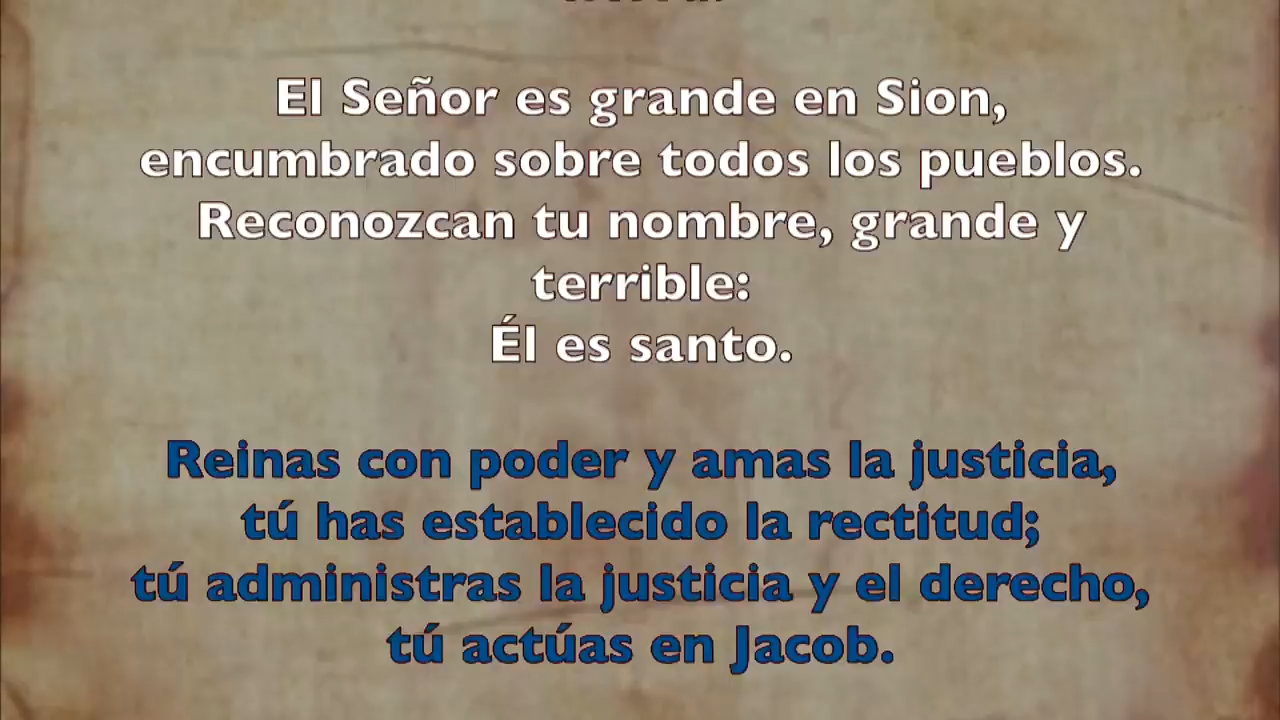 El Señor es grande en Sion,
encumbrado sobre todos los pueblos.
Reconozcan tu nombre, grande y
terrible:
Él es santo.
Reinas con poder y amas la justicia,
tú has establecido la rectitud;
tú administras la justicia y el derecho,
tú actúas en Jacob.